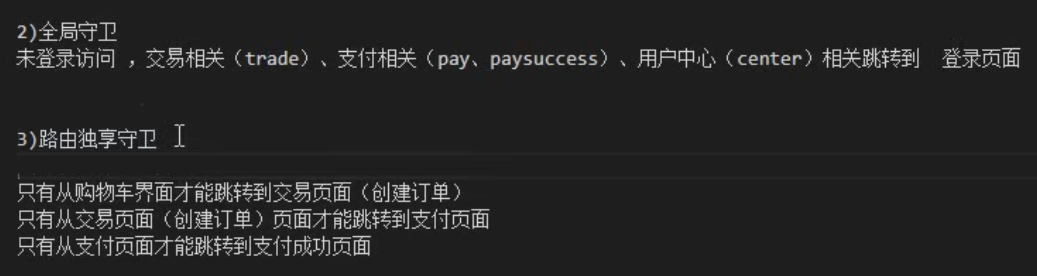 2)全局守卫
未登录访问 ，交易相关（trade）、支付相关（pay、paysuccess）、用户中心（center）相关跳转到  登录页面
3)路由独享守卫
只有从购物车界面才能跳转到交易页面（创建订单）
只有从交易页面（创建订单）页面才能跳转到支付页面
只有从支付页面才能跳转到支付成功页面